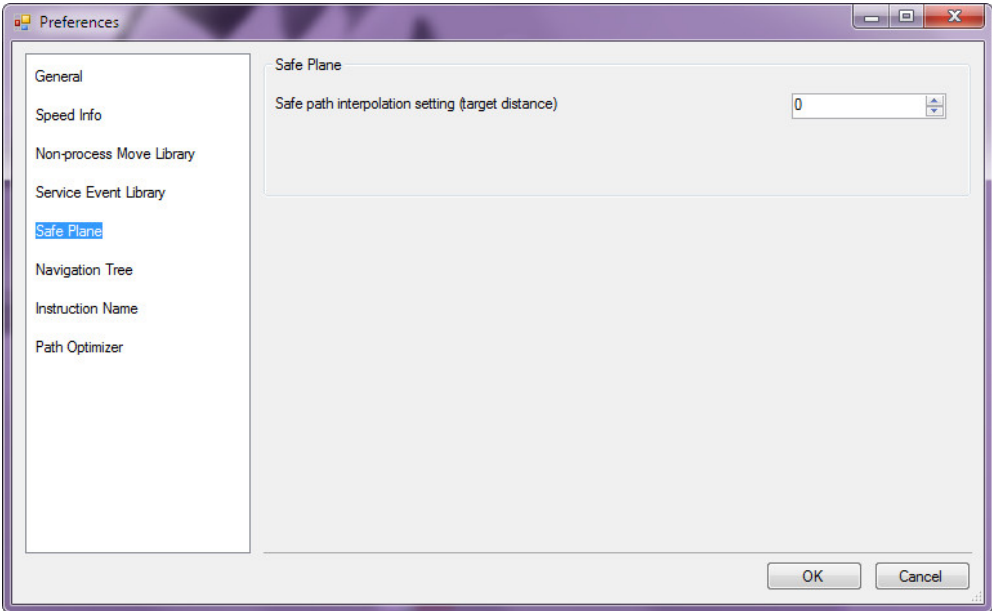 Preferences
General
Speed Info
Non-process Move Library
Service Event Library
Safe Plane
Navigation Tree
Instruction Name
Path Optimizer
Safe Plane
Safe path interpolation setting (target distance)
0
OK
Cancel